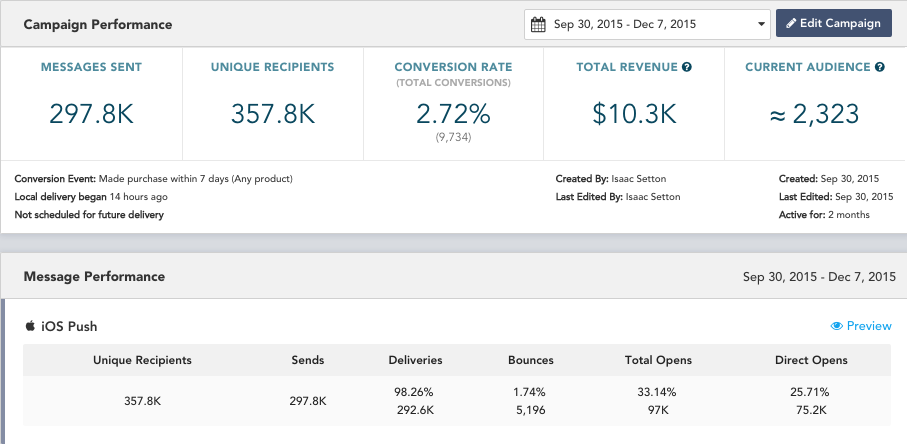 Campaign Performance
Sep 30, 2015 - Dec 7, 2015
Edit Campaign
MESSAGES SENT
297.8K
UNIQUE RECIPIENTS
357.8K
CONVERSION RATE
(TOTAL CONVERSIONS)
2.72%
(9,734)
TOTAL REVENUE ?
$10.3K
CURRENT AUDIENCE ?
≈ 2,323
Conversion Event: Made purchase within 7 days (Any product)
Local delivery began 14 hours ago
Not scheduled for future delivery
Created By: Isaac Setton
Last Edited By: Isaac Setton
Created: Sep 30, 2015
Last Edited: Sep 30, 2015
Active for: 2 months
Message Performance
Sep 30, 2015 - Dec 7, 2015
iOS Push
Preview
Unique Recipients Sends Deliveries Bounces Total Opens Direct Opens
357.8K
297.8K
98.26%
292.6K
1.74%
5,196
33.14%
97K
25.71%
75.2K